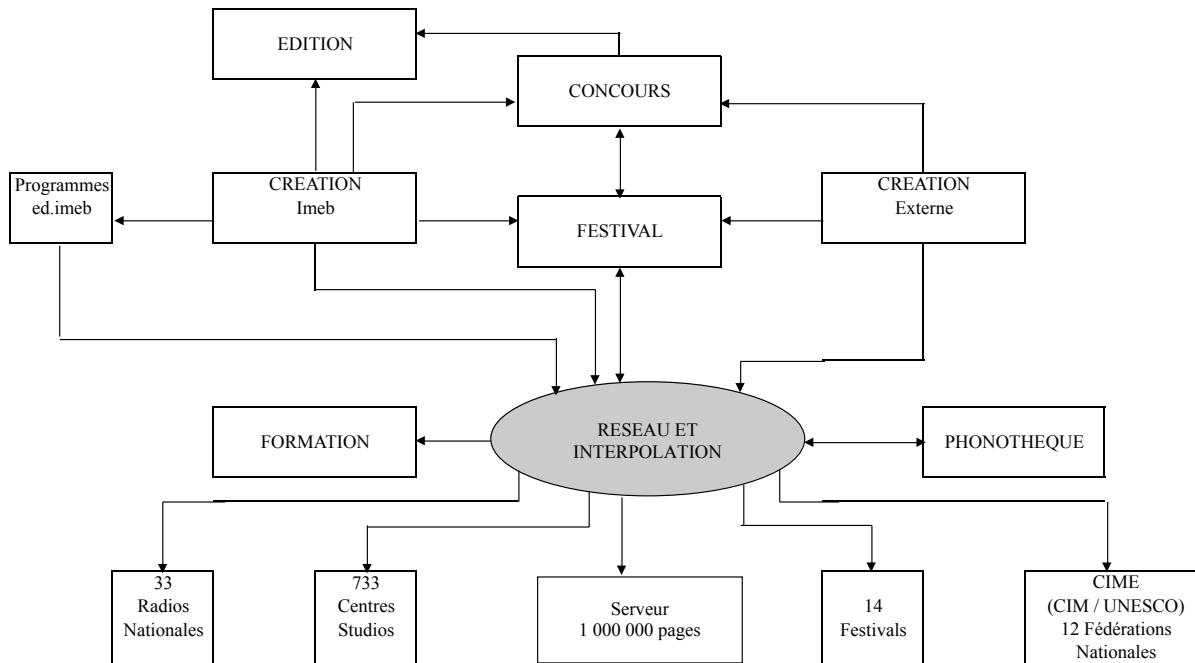 EDITION
CONCOURS
Programmes
ed.imeb
CREATION
Imeb
FESTIVAL
CREATION
Externe
FORMATION
RESEAU ET
INTERPOLATION
PHONOTHEQUE
33
Radios
Nationales
733
Centres
Studios
Serveur
1 000 000 pages
14
Festivals
CIME
(CIM / UNESCO)
12 Fédérations
Nationales